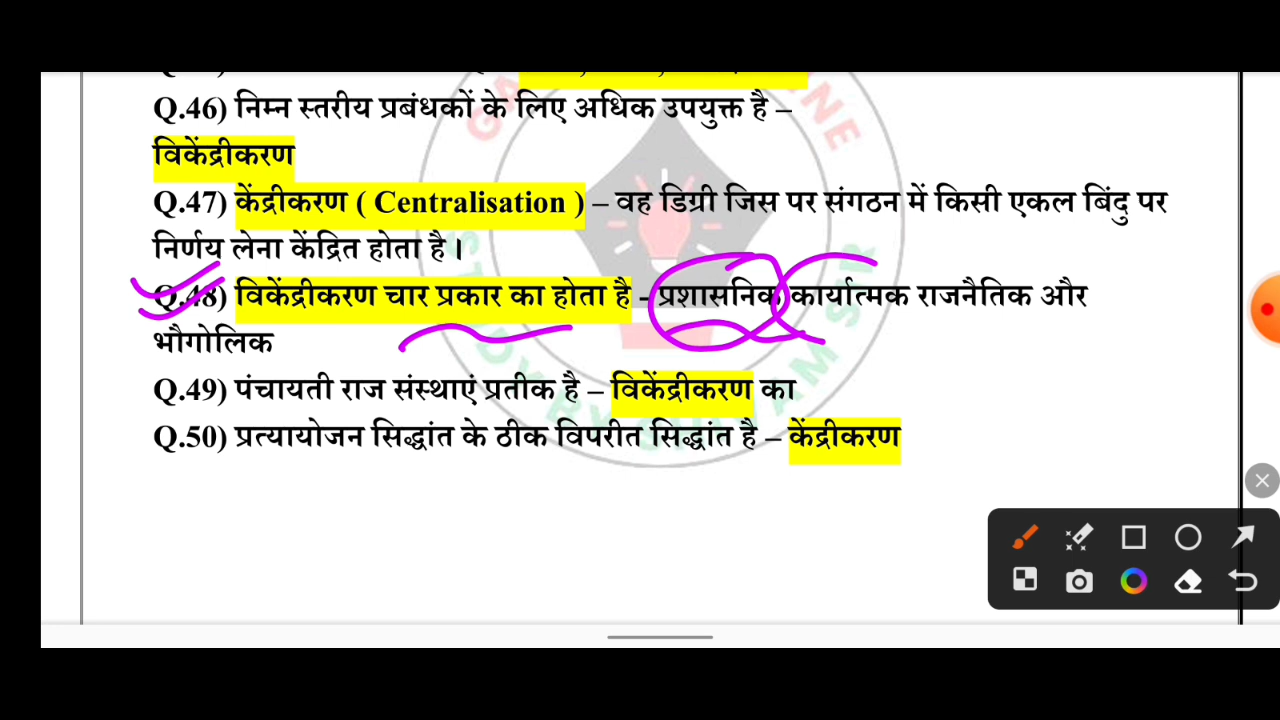 Q.46) निम्न स्तरीय प्रबंधकों के लिए अधिक उपयुक्त है –
विकेंद्रीकरण
Q.47) केंद्रीकरण ( Centralisation ) – वह डिग्री जिस पर संगठन में किसी एकल बिंदु पर
निर्णय लेना केंद्रित होता है ।
Q.48) विकेंद्रीकरण चार प्रकार का होता है - प्रशासनिक कार्यात्मक राजनैतिक और
भौगोलिक
Q.49) पंचायती राज संस्थाएं प्रतीक है – विकेंद्रीकरण का
Q.50) प्रत्यायोजन सिद्धांत के ठीक विपरीत सिद्धांत है – केंद्रीकरण